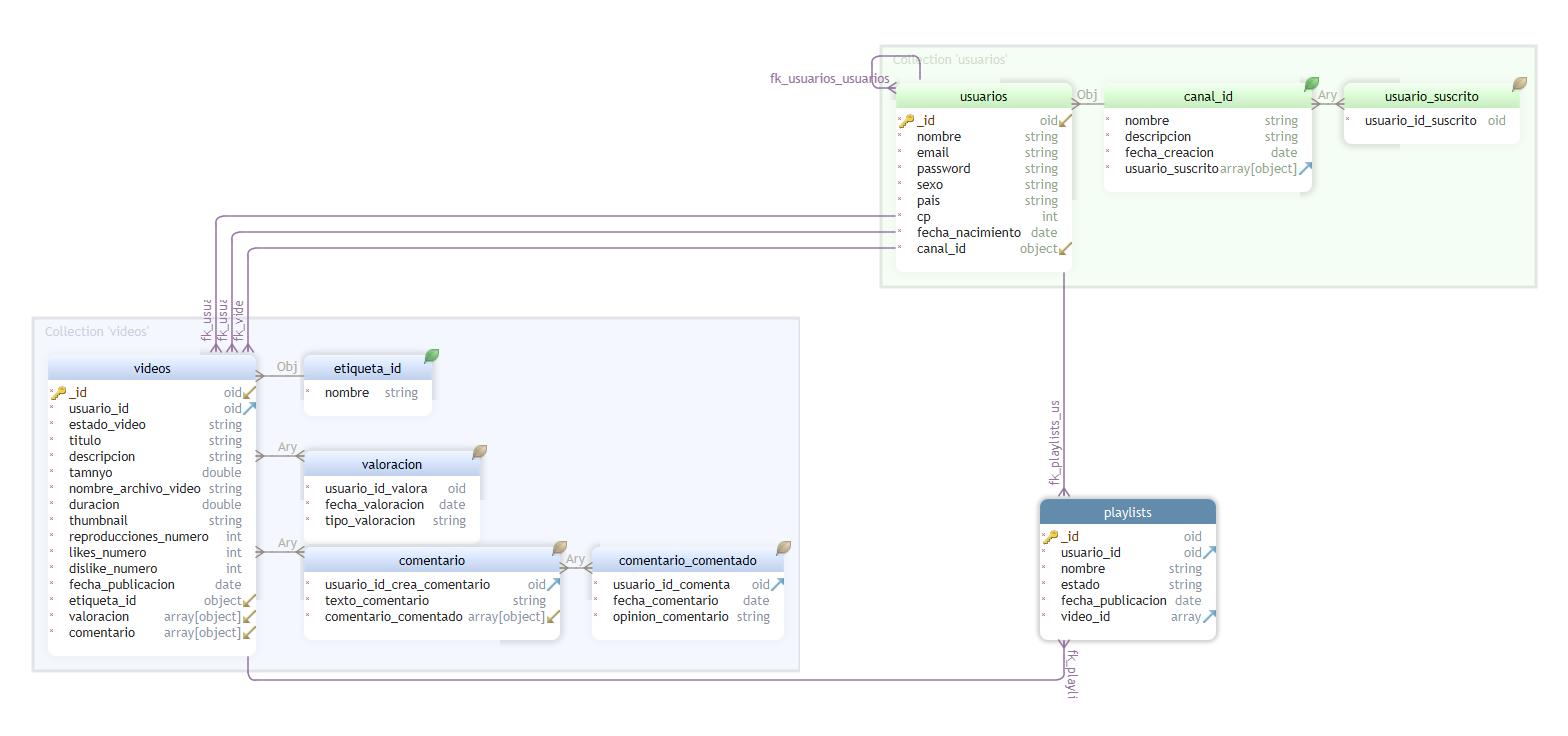 Collection 'usuarios'
fk_usuarios_usuarios
usuarios
Obj
canal_id
Ary
usuario_suscrito
_id oid
nombre string
email string
password string
sexo string
pais string
cp int
fecha_nacimiento date
canal_id object
nombre string
descripcion string
fecha_creacion date
usuario_suscrito array[object]
usuario_id_suscrito oid
fk_usua
fk_usua
fk_vide
Collection 'videos'
videos
Obj
etiqueta_id
_id oid
usuario_id oid
estado_video string
titulo string
descripcion string
tamnyo double
nombre_archivo_video string
duracion double
thumbnail string
reproducciones_numero int
likes_numero int
dislike_numero int
fecha_publicacion date
etiqueta_id object
valoracion array[object]
comentario array[object]
nombre string
Ary
valoracion
usuario_id_valora oid
fecha_valoracion date
tipo_valoracion string
Ary
comentario
usuario_id_crea_comentario oid
texto_comentario string
comentario_comentado array[object]
Ary
comentario_comentado
usuario_id_comenta oid
fecha_comentario date
opinion_comentario string
fk_playlists_us
playlists
_id oid
usuario_id oid
nombre string
estado string
fecha_publicacion date
video_id array
fk_playli